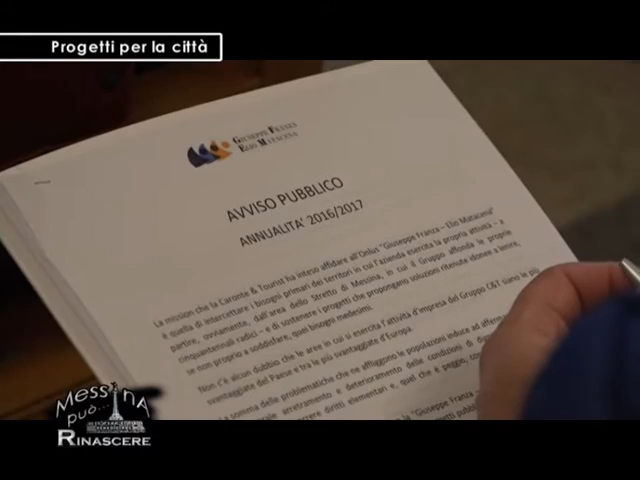 Progetti per la città
GIUSEPPE FRANZA
ELIO MATACENA
AVVISO PUBBLICO
ANNUALITA' 2016/2017
La mission che la Caronte & Tourist ha inteso affidare all'Onlus "Giuseppe Franza – Elio Matacena"
è quella di intercettare i bisogni primari dei territori in cui l'azienda esercita la propria attività – a
partire, ovviamente, dall'area dello Stretto di Messina, in cui il Gruppo affonda le proprie
cinquantennali radici – e di sostenere i progetti che propongano soluzioni ritenute idonee a lenire,
se non proprio a soddisfare, quei bisogni medesimi.
Non c'è alcun dubbio che le aree in cui si esercita l'attività d'impresa del Gruppo C&T siano le più
svantaggiate del Paese e tra le più svantaggiate d'Europa.
La somma delle problematiche che ne affliggono le popolazioni induce ad affermare
arretramento e deterioramento delle condizioni di
diritti elementari e, quel che è peggio,
la "Giuseppe Franza
MESSINA
può...
RINASCERE